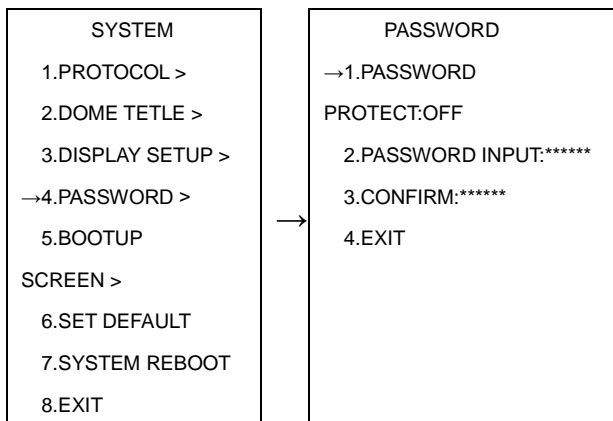 SYSTEM
1.PROTOCOL >
2.DOME TETLE >
3.DISPLAY SETUP >
→4.PASSWORD >
5.BOOTUP
SCREEN >
6.SET DEFAULT
7.SYSTEM REBOOT
8.EXIT
→
PASSWORD
→1.PASSWORD
PROTECT:OFF
2.PASSWORD INPUT:******
3.CONFIRM:******
4.EXIT